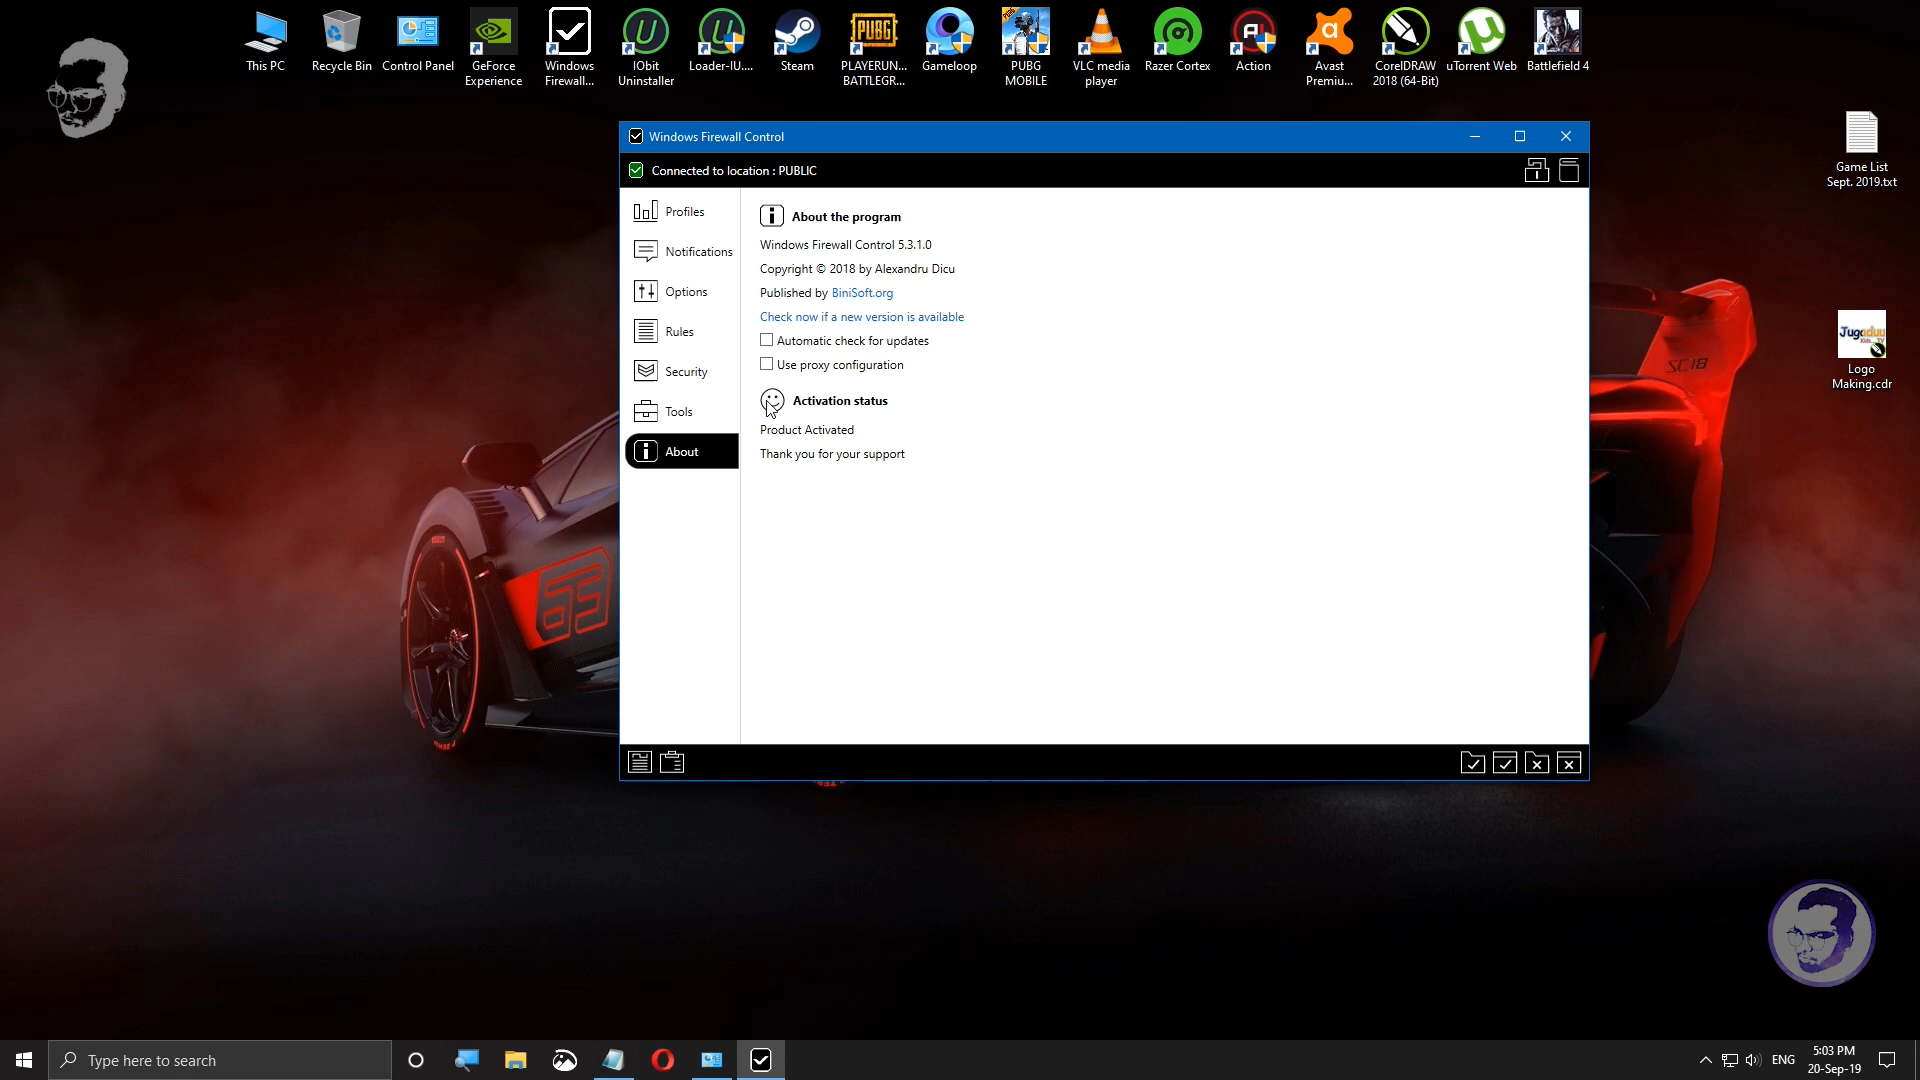 This PC
Recycle Bin
Control Panel
GeForce
Experience
Windows
Firewall...
IObit
Uninstaller
Loader-IU....
Steam
PUBG
PLAYERUN...
BATTLEGR...
Gameloop
PUBG
MOBILE
VLC media
player
Razer Cortex
Action
Avast
Premiu...
CorelDRAW
2018 (64-Bit)
uTorrent Web
Battlefield 4
Game List
Sept. 2019.txt
Logo
Making.cdr
Windows Firewall Control
Connected to location : PUBLIC
Profiles
Notifications
Options
Rules
Security
Tools
About
About the program
Windows Firewall Control 5.3.1.0
Copyright © 2018 by Alexandru Dicu
Published by BiniSoft.org
Check now if a new version is available
Automatic check for updates
Use proxy configuration
Activation status
Product Activated
Thank you for your support
63
SC18
Type here to search
ENG
5:03 PM
20-Sep-19